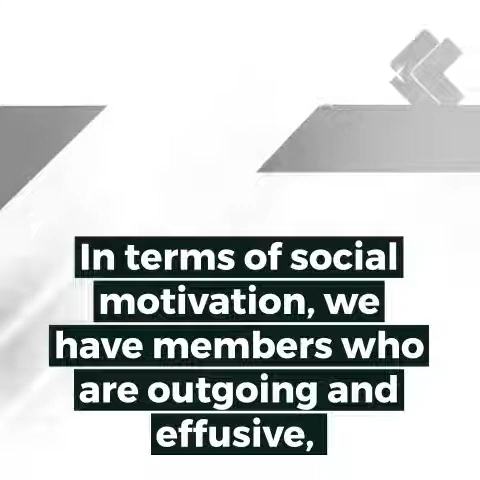 In terms of social
motivation, we
have members who
are outgoing and
effusive,